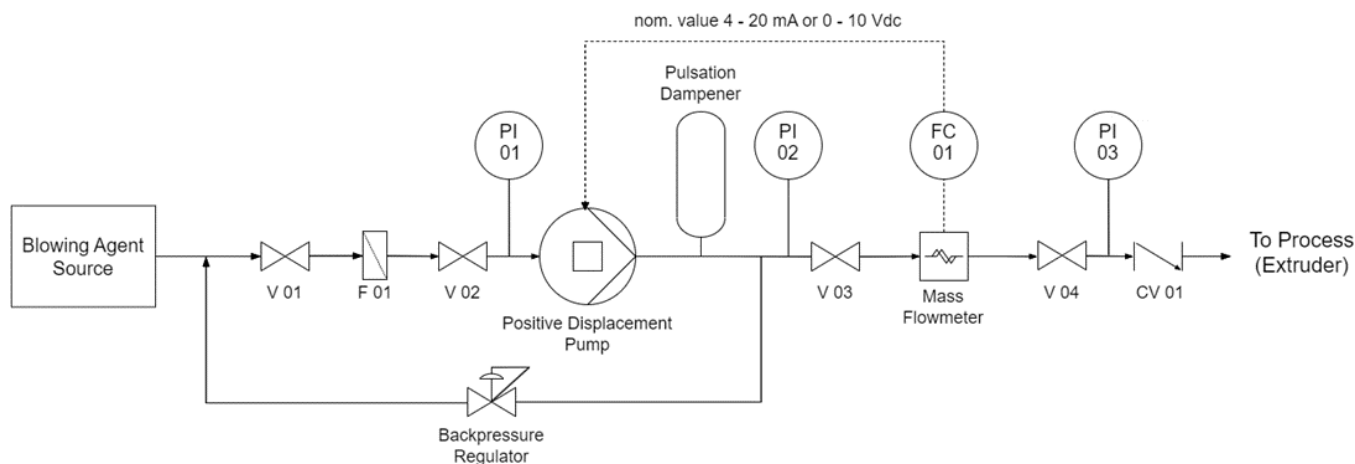 nom. value 4 - 20 mA or 0 - 10 Vdc
Pulsation
Dampener
PI
01
PI
02
FC
01
PI
03
Blowing Agent
Source
To Process
(Extruder)
V 01
F 01
V 02
V 03
Mass
Flowmeter
V 04
CV 01
Positive Displacement
Pump
Backpressure
Regulator